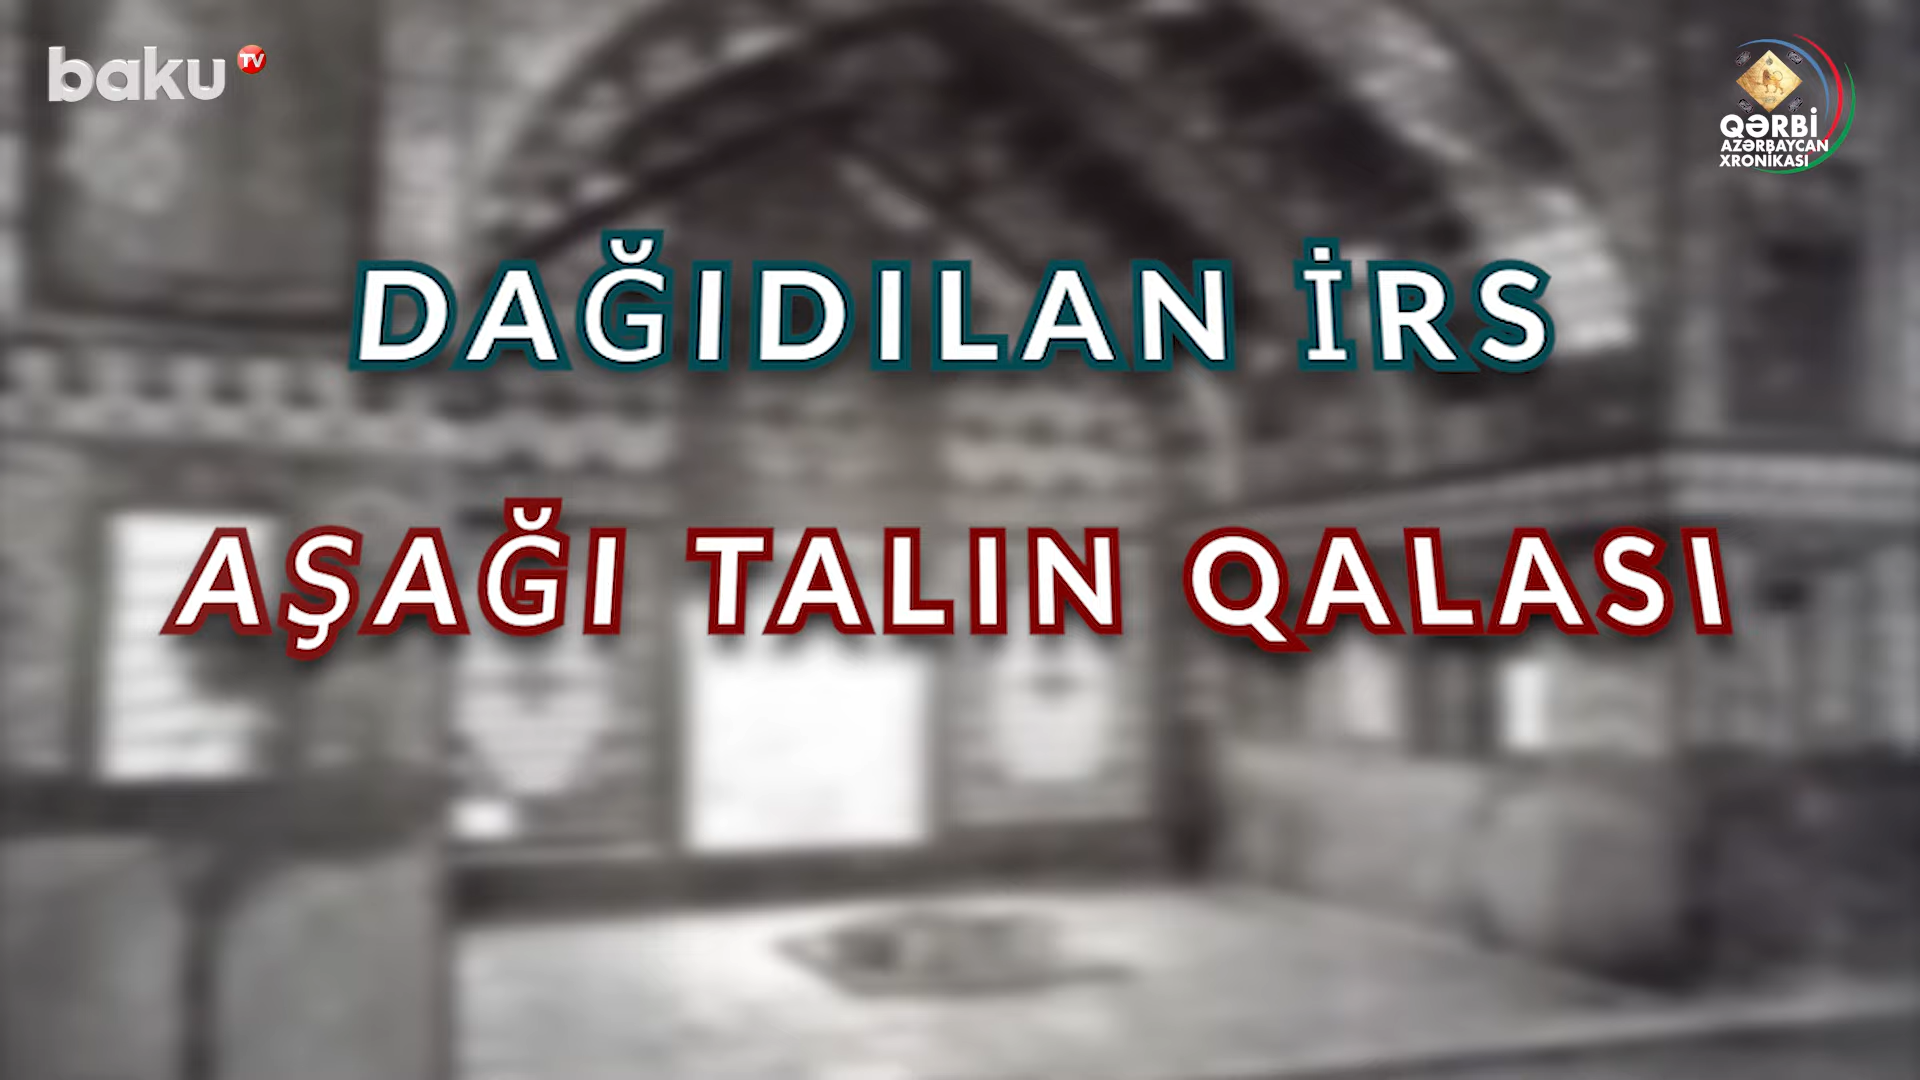 baku TV
QƏRBİ
AZƏRBAYCAN
XRONİKASI
DAĞIDILAN İRS
AŞAĞI TALIN QALASI